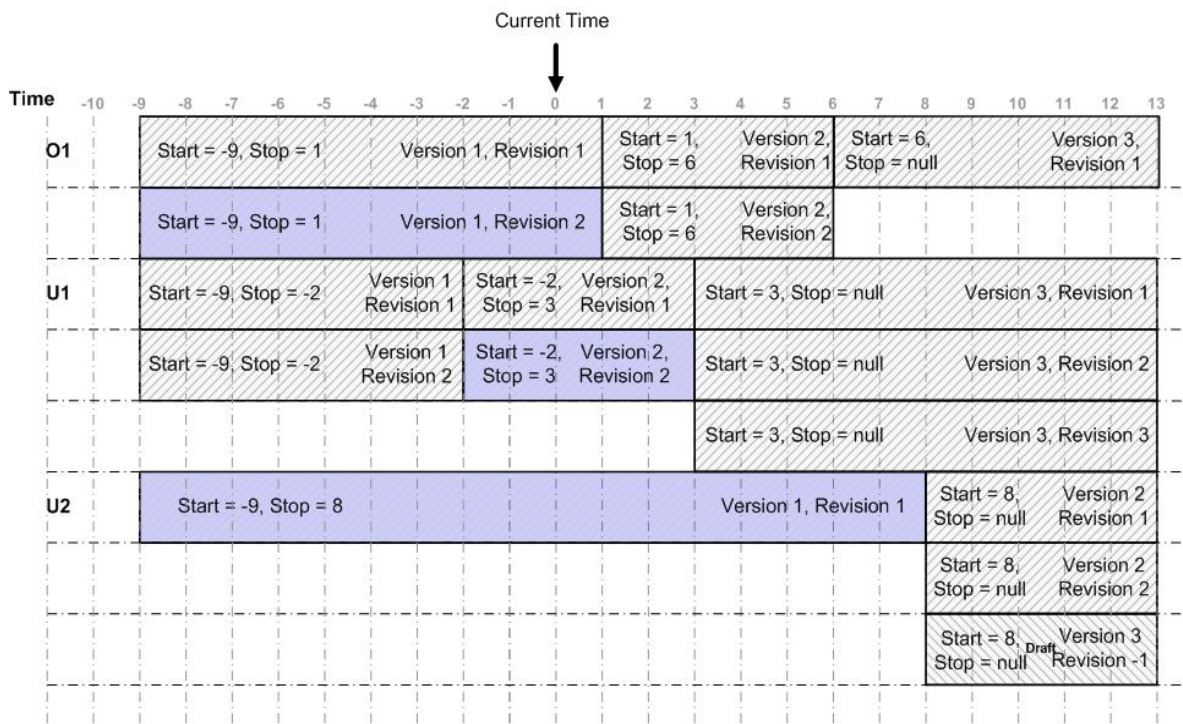 Current Time
Time -10 -9 -8 -7 -6 -5 -4 -3 -2 -1 0 1 2 3 4 5 6 7 8 9 10 11 12 13
O1
Start = -9, Stop = 1 Version 1, Revision 1
Start = 1, Version 2,
Stop = 6 Revision 1
Start = 6, Version 3,
Stop = null Revision 1
Start = -9, Stop = 1 Version 1, Revision 2
Start = 1, Version 2,
Stop = 6 Revision 2
U1
Start = -9, Stop = -2 Version 1
Revision 1
Start = -2, Version 2,
Stop = 3 Revision 1
Start = 3, Stop = null Version 3, Revision 1
Start = -9, Stop = -2 Version 1
Revision 2
Start = -2, Version 2,
Stop = 3 Revision 2
Start = 3, Stop = null Version 3, Revision 2
Start = 3, Stop = null Version 3, Revision 3
U2
Start = -9, Stop = 8 Version 1, Revision 1
Start = 8, Version 2
Stop = null Revision 1
Start = 8, Version 2
Stop = null Revision 2
Start = 8, Version 3
Stop = null Draft Revision -1